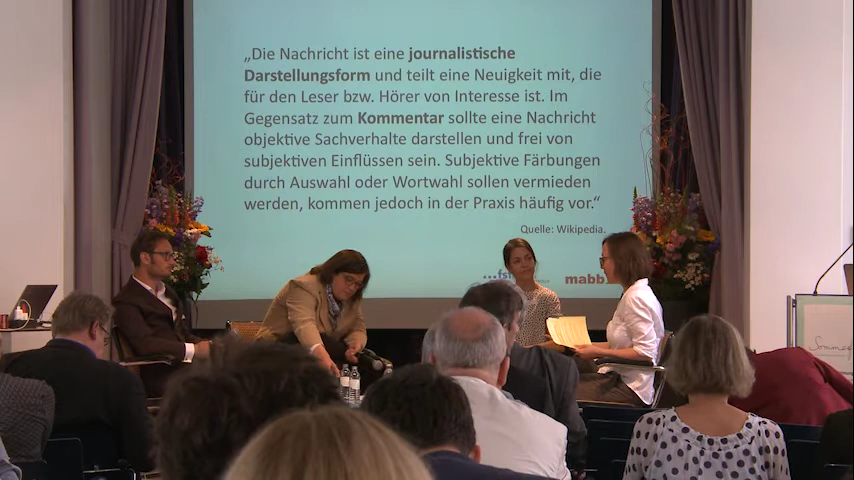 „Die Nachricht ist eine journalistische
Darstellungsform und teilt eine Neuigkeit mit, die
für den Leser bzw. Hörer von Interesse ist. Im
Gegensatz zum Kommentar sollte eine Nachricht
objektive Sachverhalte darstellen und frei von
subjektiven Einflüssen sein. Subjektive Färbungen
durch Auswahl oder Wortwahl sollen vermieden
werden, kommen jedoch in der Praxis häufig vor.“
Quelle: Wikipedia.
mabb